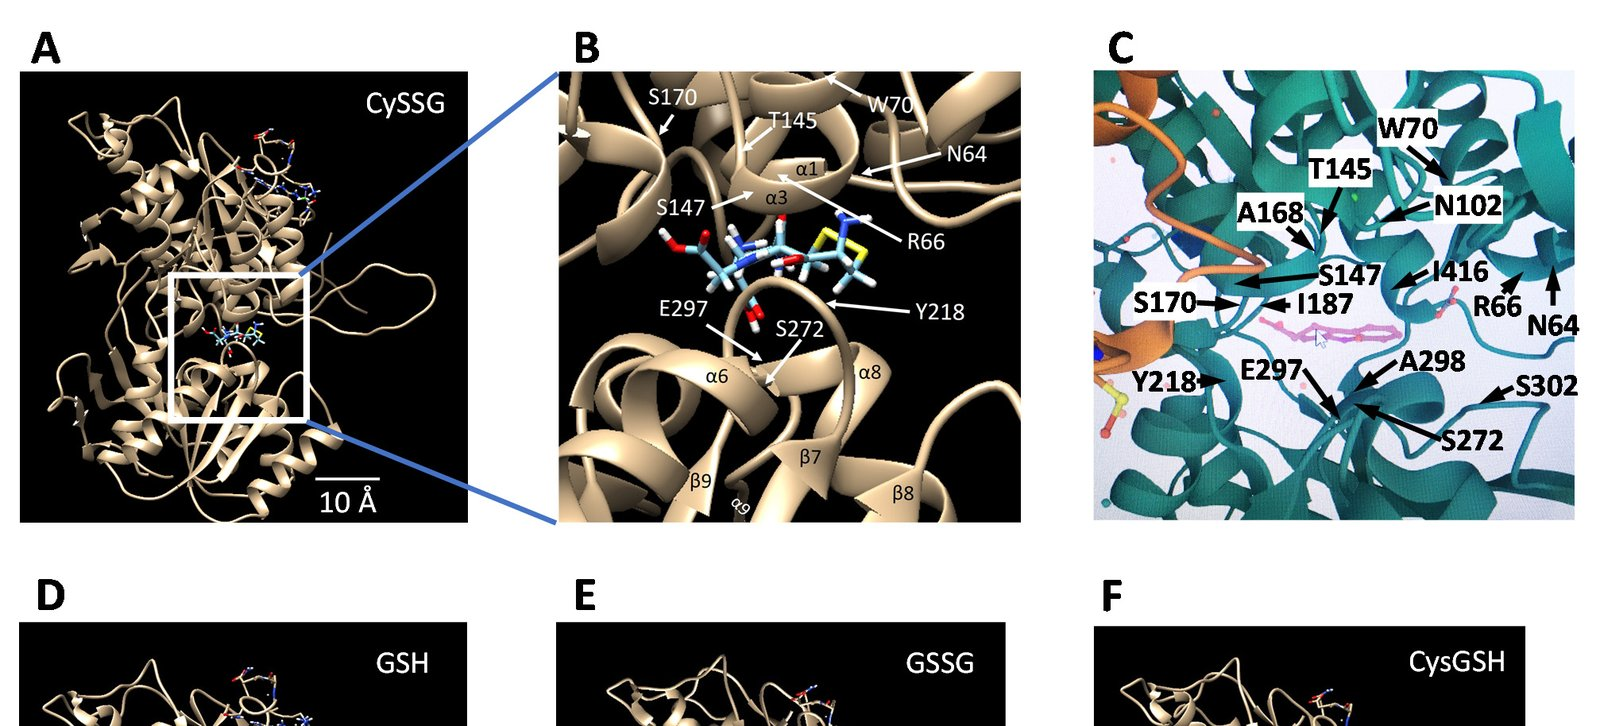 A
B
C
CySSG
10 Å
S170
W70
T145
N64
α1
α3
S147
R66
E297
S272
Y218
α6
α8
β7
β9
α9
β8
W70
T145
A168
N102
S147
I416
S170
I187
R66
N64
Y218
E297
A298
S302
S272
D
E
F
GSH
GSSG
CysGSH